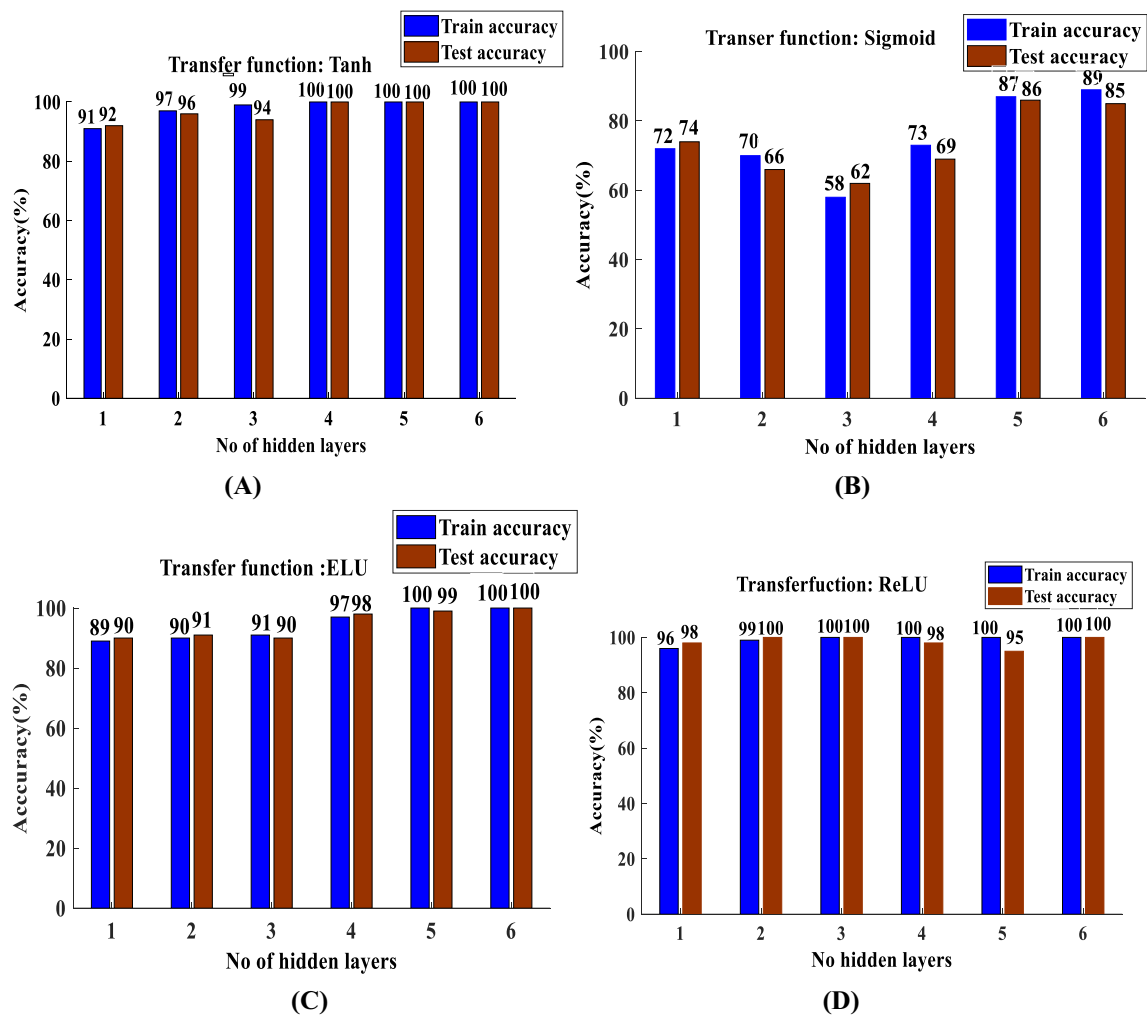 Train accuracy
Test accuracy
Transfer function: Tanh
91 92 97 96 99 94 100 100 100 100 100 100
100
80
60
40
20
0
Accuracy(%)
1 2 3 4 5 6
No of hidden layers
(A)
Train accuracy
Test accuracy
Transer function: Sigmoid
72 74 70 66 58 62 73 69 87 86 89 85
100
80
60
40
20
0
Accuracy(%)
1 2 3 4 5 6
No of hidden layers
(B)
Train accuracy
Test accuracy
Transfer function :ELU
89 90 90 91 91 90 97 98 100 99 100 100
100
80
60
40
20
0
Acccuracy(%)
1 2 3 4 5 6
No of hidden layers
(C)
Train accuracy
Test accuracy
Transferfuction: ReLU
96 98 99 100 100 100 100 98 100 95 100 100
100
80
60
40
20
0
Accuracy(%)
1 2 3 4 5 6
No hidden layers
(D)